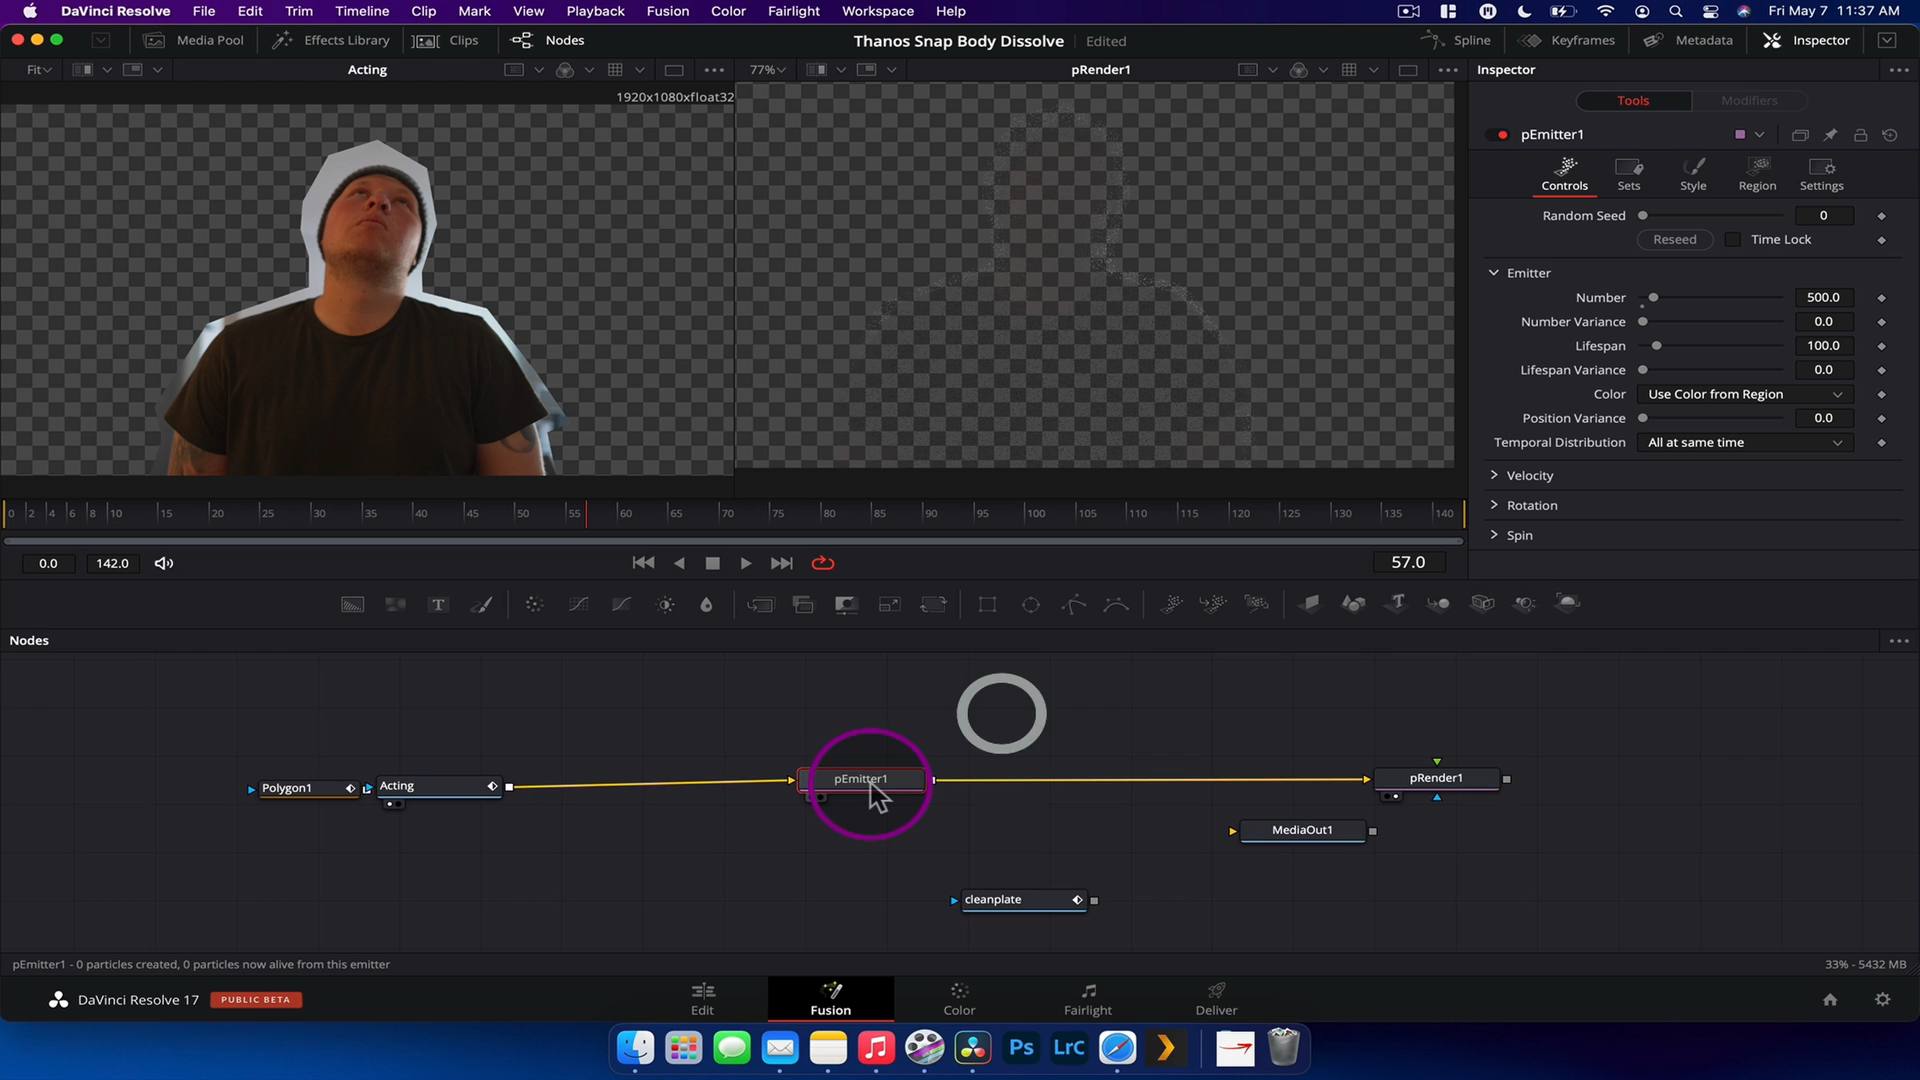 DaVinci Resolve File Edit Trim Timeline Clip Mark View Playback Fusion Color Fairlight Workspace Help Fri May 7 11:37 AM
Media Pool Effects Library Clips Nodes Thanos Snap Body Dissolve Edited Spline Keyframes Metadata Inspector
Fit Acting 77% pRender1 Inspector
1920x1080xfloat32
Tools Modifiers
pEmitter1
Controls Sets Style Region Settings
Random Seed 0
Reseed Time Lock
Emitter
Number 500.0
Number Variance 0.0
Lifespan 100.0
Lifespan Variance 0.0
Color Use Color from Region
Position Variance 0.0
Temporal Distribution All at same time
Velocity
Rotation
Spin
0 2 4 6 8 10 15 20 25 30 35 40 45 50 55 60 65 70 75 80 85 90 95 100 105 110 115 120 125 130 135 140
0.0 142.0 57.0
Nodes
Polygon1 Acting pEmitter1 pRender1
MediaOut1
cleanplate
pEmitter1 - 0 particles created, 0 particles now alive from this emitter 33% - 5432 MB
DaVinci Resolve 17 PUBLIC BETA Edit Fusion Color Fairlight Deliver
Ps LrC